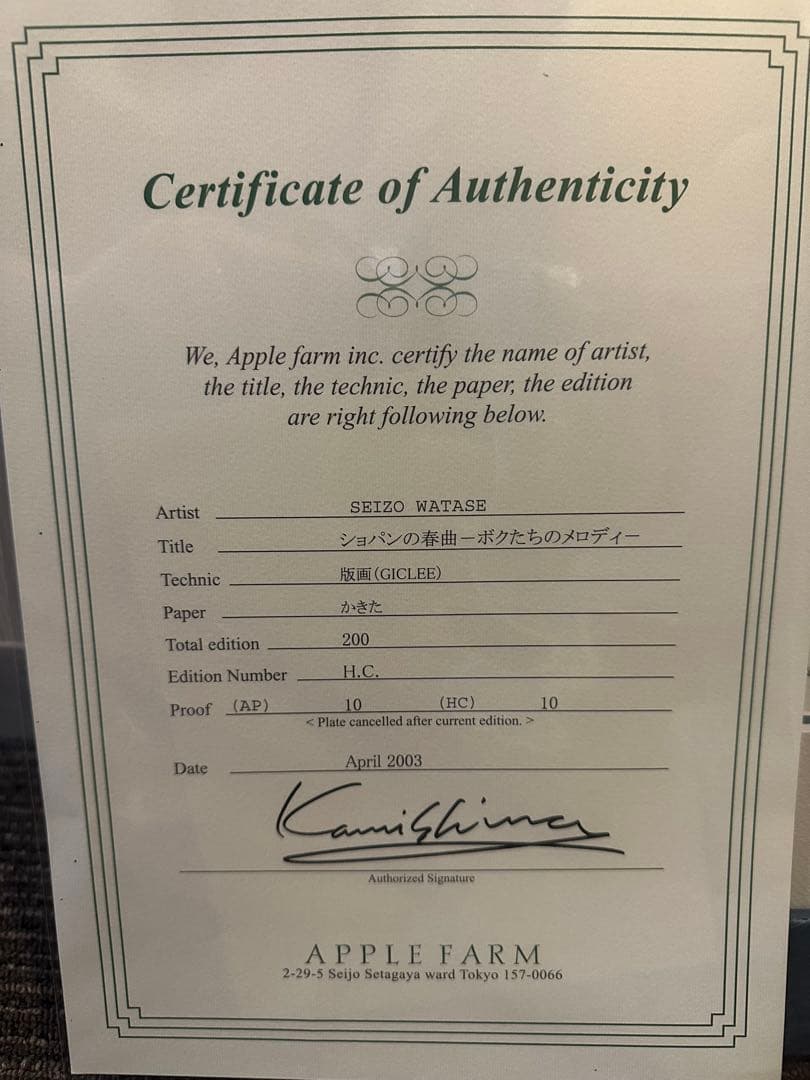 Certificate of Authenticity
We, Apple farm inc. certify the name of artist,
the title, the technic, the paper, the edition
are right following below.
Artist SEIZO WATASE
Title ショパンの春曲－ボクたちのメロディー
Technic 版画(GICLEE)
Paper かきた
Total edition 200
Edition Number H.C.
Proof (AP) 10 (HC) 10
< Plate cancelled after current edition. >
Date April 2003
Kamishima
Authorized Signature
APPLE FARM
2-29-5 Seijo Setagaya ward Tokyo 157-0066